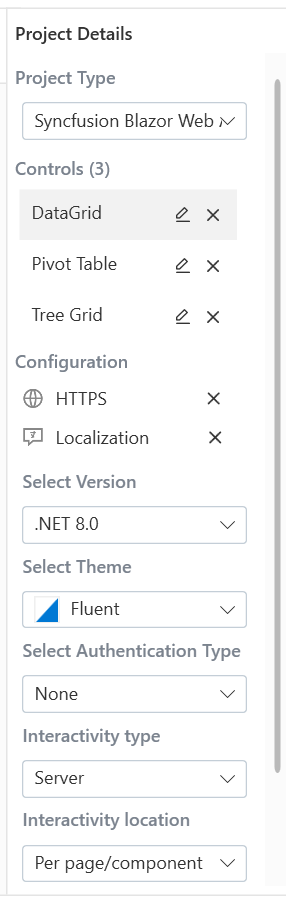 Project Details
Project Type
Syncfusion Blazor Web
Controls (3)
DataGrid
Pivot Table
Tree Grid
Configuration
HTTPS
Localization
Select Version
.NET 8.0
Select Theme
Fluent
Select Authentication Type
None
Interactivity type
Server
Interactivity location
Per page/component